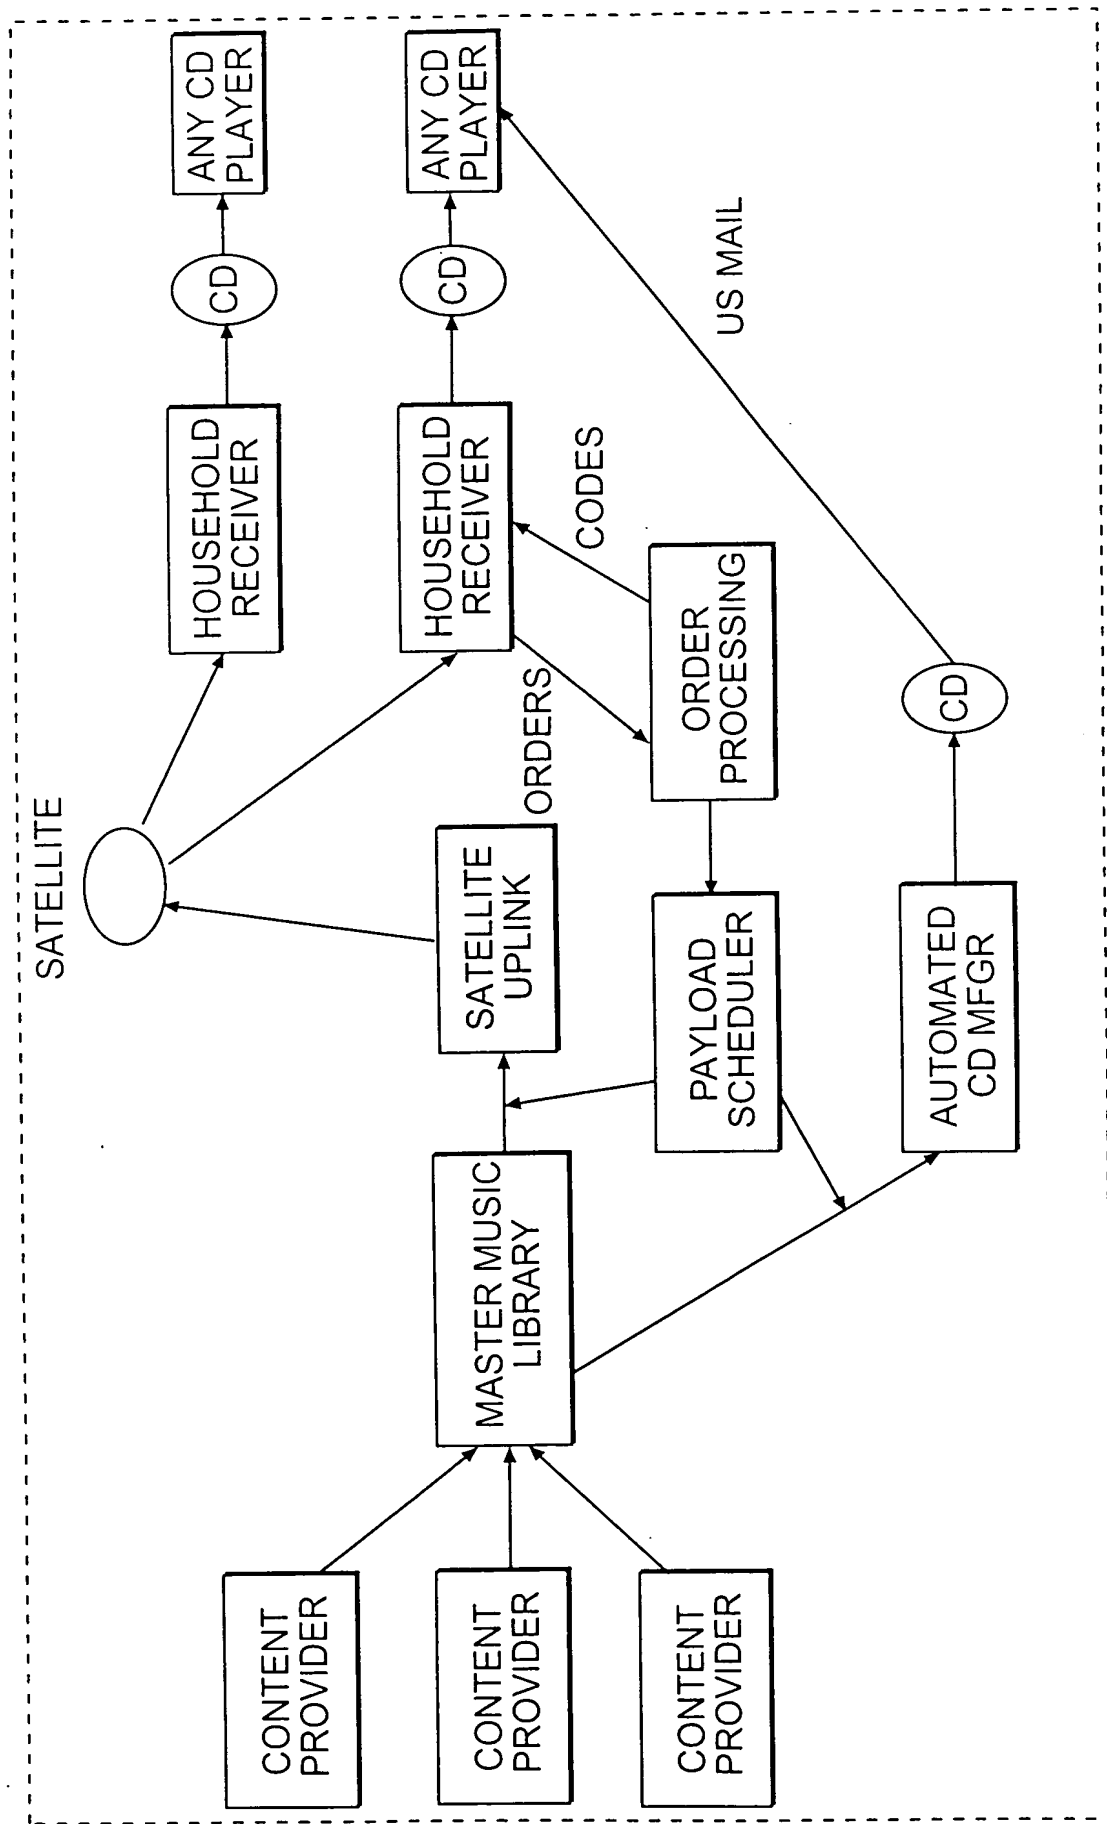 CONTENT
PROVIDER
CONTENT
PROVIDER
CONTENT
PROVIDER
MASTER MUSIC
LIBRARY
SATELLITE
UPLINK
SATELLITE
PAYLOAD
SCHEDULER
AUTOMATED
CD MFGR
ORDERS
ORDER
PROCESSING
CODES
CD
US MAIL
HOUSEHOLD
RECEIVER
HOUSEHOLD
RECEIVER
CD
CD
ANY CD
PLAYER
ANY CD
PLAYER